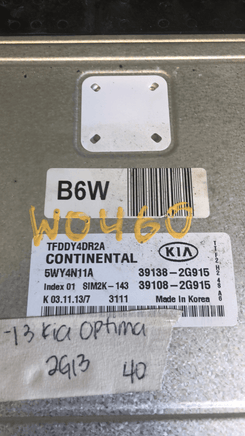 B6W
W0460
TFDDY4DR2A
CONTINENTAL
KIA
5WY4N11A 39138-2G915
Index 01 SIM2K-143 39108-2G915
K 03.11.13/7 3111 Made in Korea
-13 Kia Optima
2G13 40